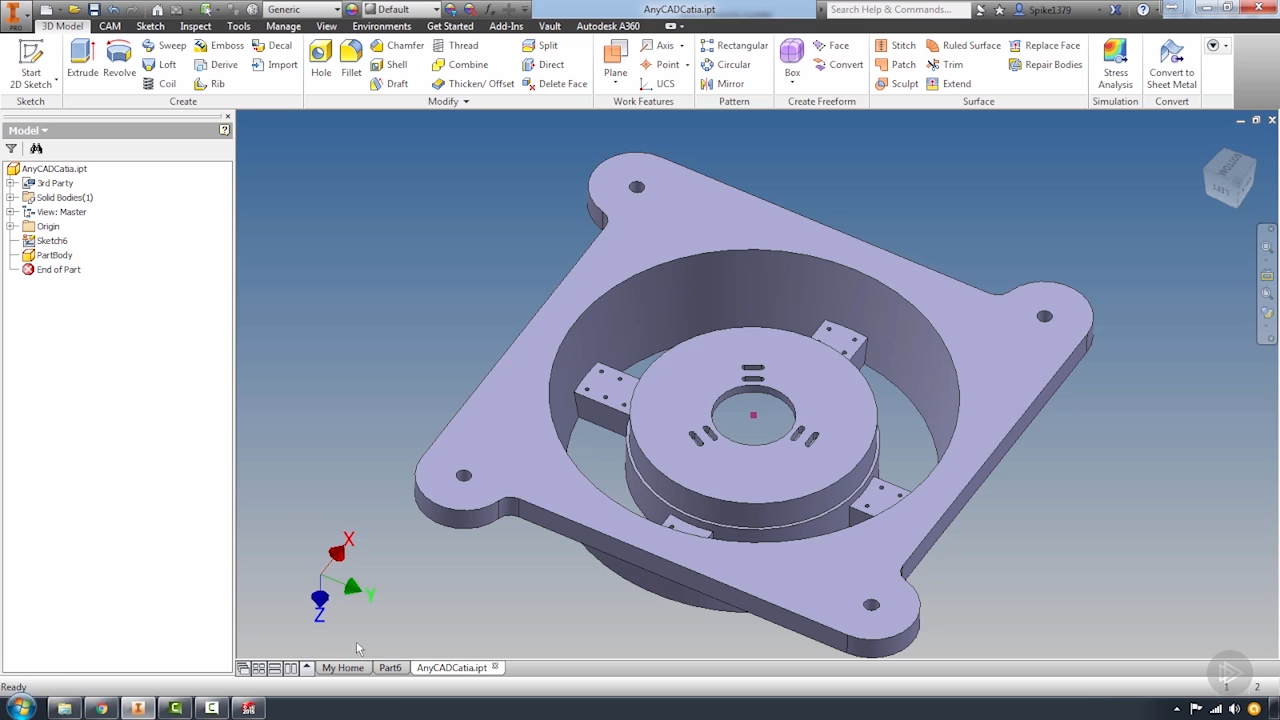 Generic
Default
AnyCADCatia.ipt
Search Help & Commands...
Spike1379
PRO
3D Model
CAM
Sketch
Inspect
Tools
Manage
View
Environments
Get Started
Add-Ins
Vault
Autodesk A360
Start
2D Sketch
Extrude
Revolve
Sweep
Loft
Coil
Emboss
Derive
Rib
Decal
Import
Hole
Fillet
Chamfer
Shell
Draft
Thread
Combine
Thicken/ Offset
Split
Direct
Delete Face
Plane
Axis
Point
UCS
Rectangular
Circular
Mirror
Box
Face
Convert
Stitch
Patch
Sculpt
Ruled Surface
Trim
Extend
Replace Face
Repair Bodies
Stress
Analysis
Convert to
Sheet Metal
Sketch
Create
Modify
Work Features
Pattern
Create Freeform
Surface
Simulation
Convert
Model
AnyCADCatia.ipt
3rd Party
Solid Bodies(1)
View: Master
Origin
Sketch6
PartBody
End of Part
BOTTOM
LEFT
X
Y
Z
My Home
Part6
AnyCADCatia.ipt
Ready
1
2